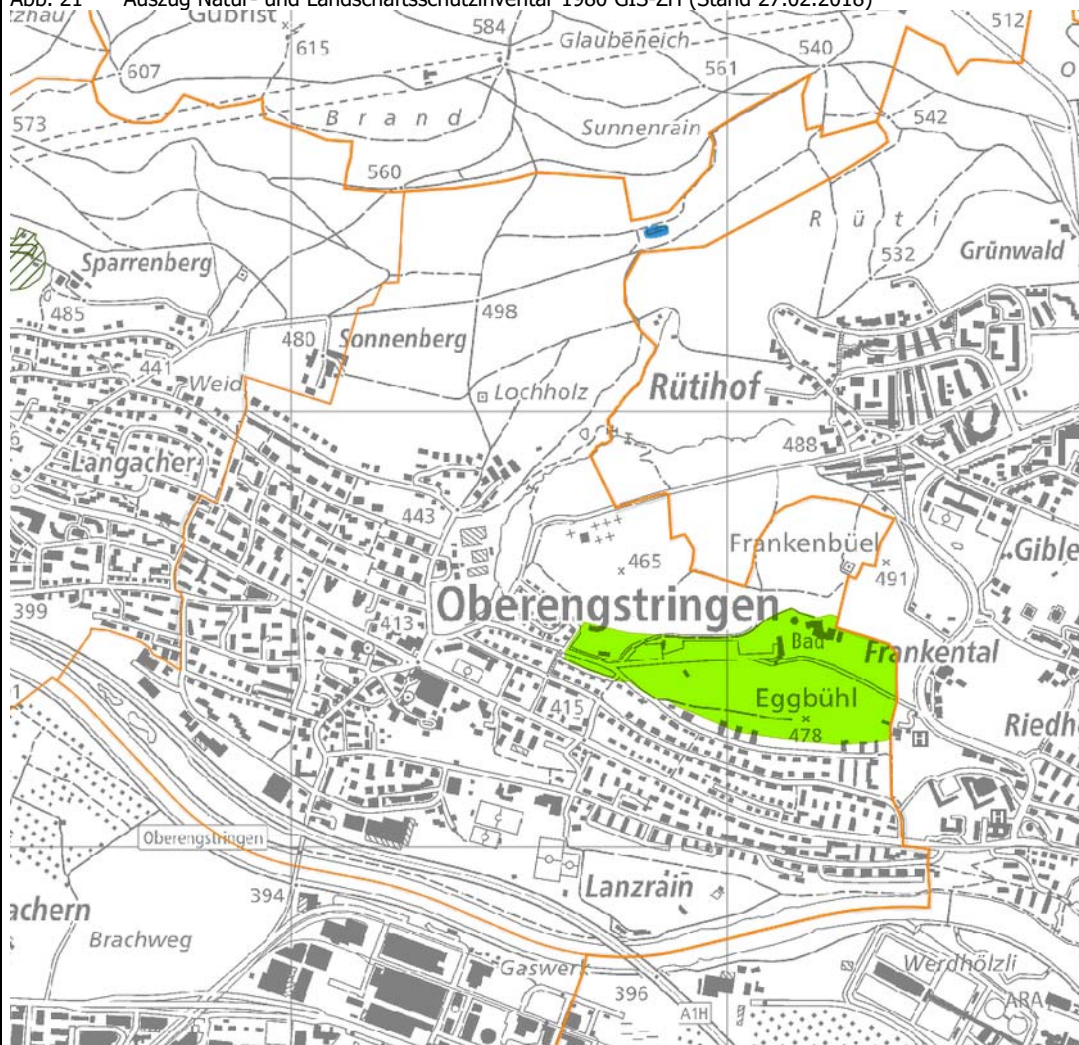 Abb. 21 Auszug Natur- und Landschaftsschutzinventar 1980 GIS-ZH (Stand 27.02.2018)
Gubrist
615
584
Glaubeneich
540
512
607
561
573
Brand
Sunnenrain
542
560
Rüti
532
Grünwald
Sparrenberg
485
498
480
Sonnenberg
441
Weid
Lochholz
Rütihof
488
Langacher
443
Frankenbüel
465
491
Oberengstringen
399
413
Bad
Frankental
Eggbühl
415
478
Oberengstringen
394
Lanzrain
achern
Brachweg
Gaswerk
396
Werdhölzli
A1H
ARA